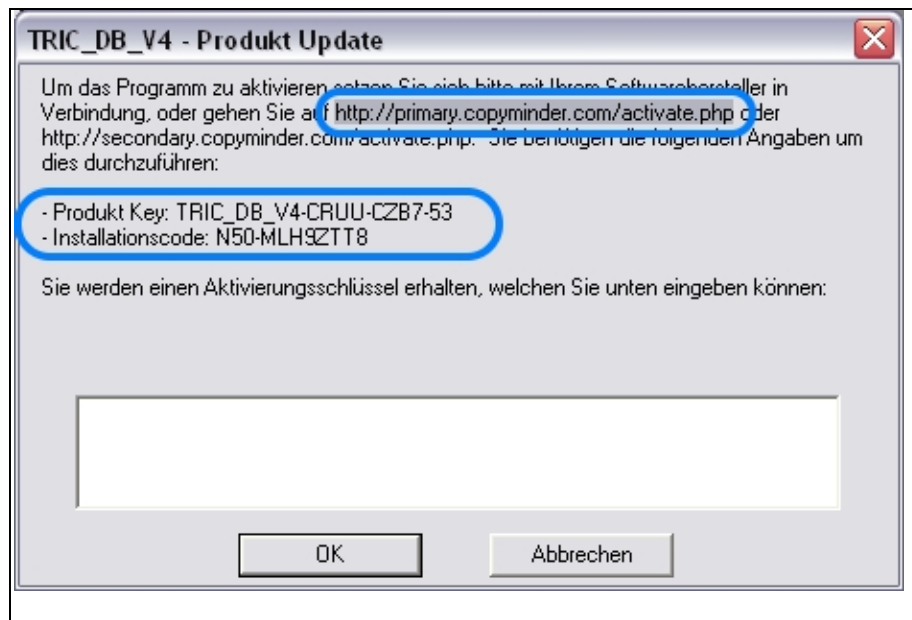 TRIC_DB_V4 - Produkt Update
Um das Programm zu aktivieren setzen Sie sich bitte mit Ihrem Softwarehersteller in
Verbindung, oder gehen Sie auf http://primary.copyminder.com/activate.php oder
http://secondary.copyminder.com/activate.php. Sie benötigen die folgenden Angaben um
dies durchzuführen:
- Produkt Key: TRIC_DB_V4-CRUU-CZB7-53
- Installationscode: N50-MLH9ZTT8
Sie werden einen Aktivierungsschlüssel erhalten, welchen Sie unten eingeben können:
OK
Abbrechen